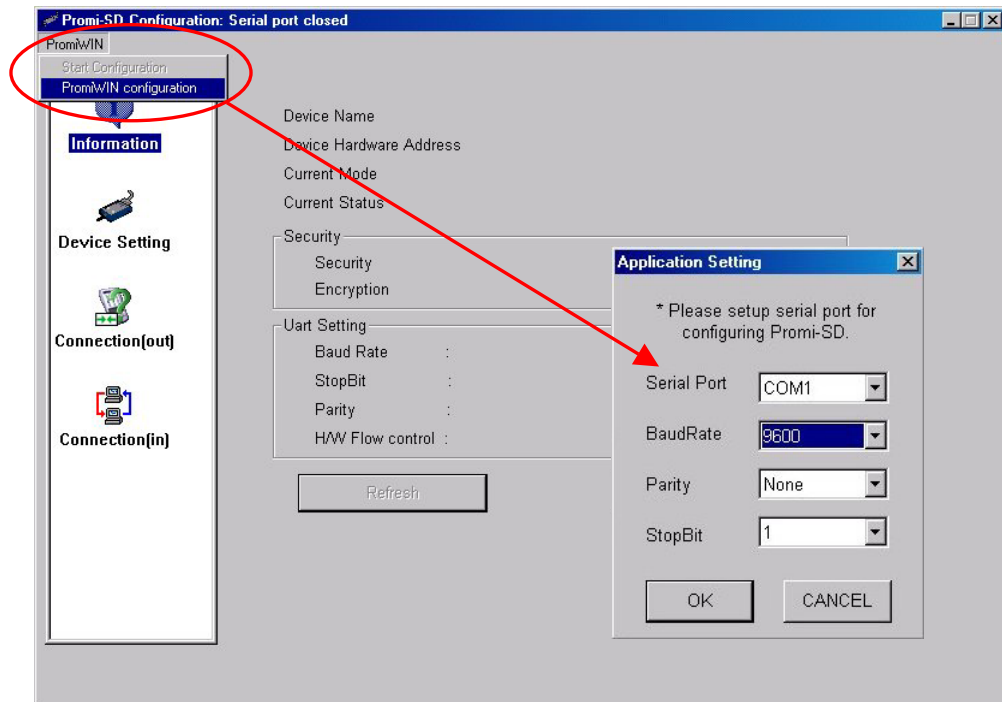 Promi-SD Configuration: Serial port closed
PromiWIN
Start Configuration
PromiWIN configuration
Information
Device Setting
Connection(out)
Connection(in)
Device Name
Device Hardware Address
Current Mode
Current Status
Security
Security
Encryption
Uart Setting
Baud Rate :
StopBit :
Parity :
H/W Flow control :
Refresh
Application Setting
* Please setup serial port for
configuring Promi-SD.
Serial Port COM1
BaudRate 9600
Parity None
StopBit 1
OK CANCEL